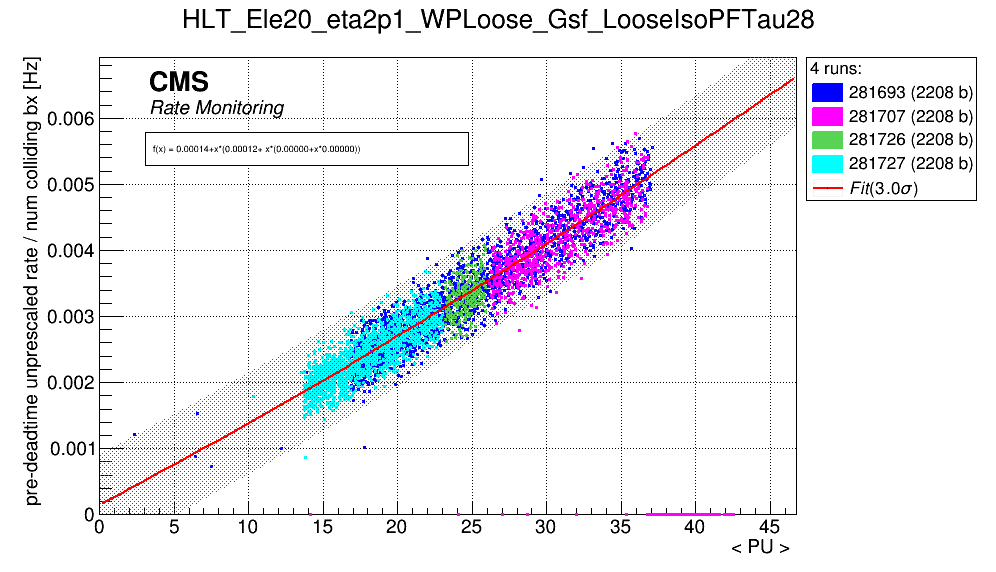 HLT_Ele20_eta2p1_WPLoose_Gsf_LooseIsoPFTau28
pre-deadtime unprescaled rate / num colliding bx [Hz]
CMS
Rate Monitoring
f(x) = 0.00014+x*(0.00012+ x*(0.00000+x*0.00000))
4 runs:
281693 (2208 b)
281707 (2208 b)
281726 (2208 b)
281727 (2208 b)
Fit(3.0σ)
0.006
0.005
0.004
0.003
0.002
0.001
0
0 5 10 15 20 25 30 35 40 45
< PU >